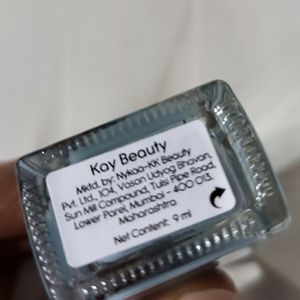 Kay Beauty
Mktd. by: Nykaa-KK Beauty
Pvt. Ltd., 104, Vasan Udyog Bhavan,
Sun Mill Compound, Tulsi Pipe Road,
Lower Parel, Mumbai - 400 013.
Maharashtra
Net Content: 9 ml